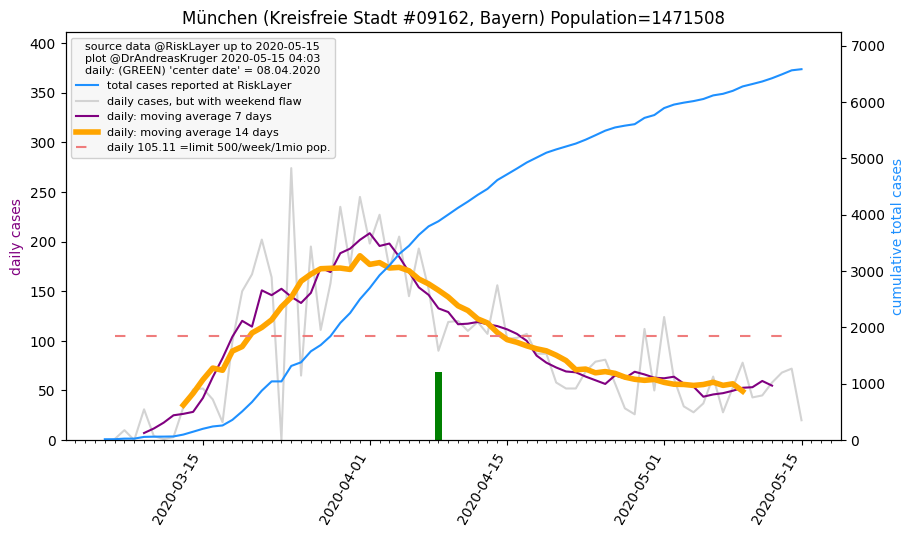 München (Kreisfreie Stadt #09162, Bayern) Population=1471508
source data @RiskLayer up to 2020-05-15
plot @DrAndreasKruger 2020-05-15 04:03
daily: (GREEN) 'center date' = 08.04.2020
total cases reported at RiskLayer
daily cases, but with weekend flaw
daily: moving average 7 days
daily: moving average 14 days
daily 105.11 =limit 500/week/1mio pop.
daily cases
400
350
300
250
200
150
100
50
0
7000
6000
5000
4000
3000
2000
1000
0
cumulative total cases
2020-03-15
2020-04-01
2020-04-15
2020-05-01
2020-05-15